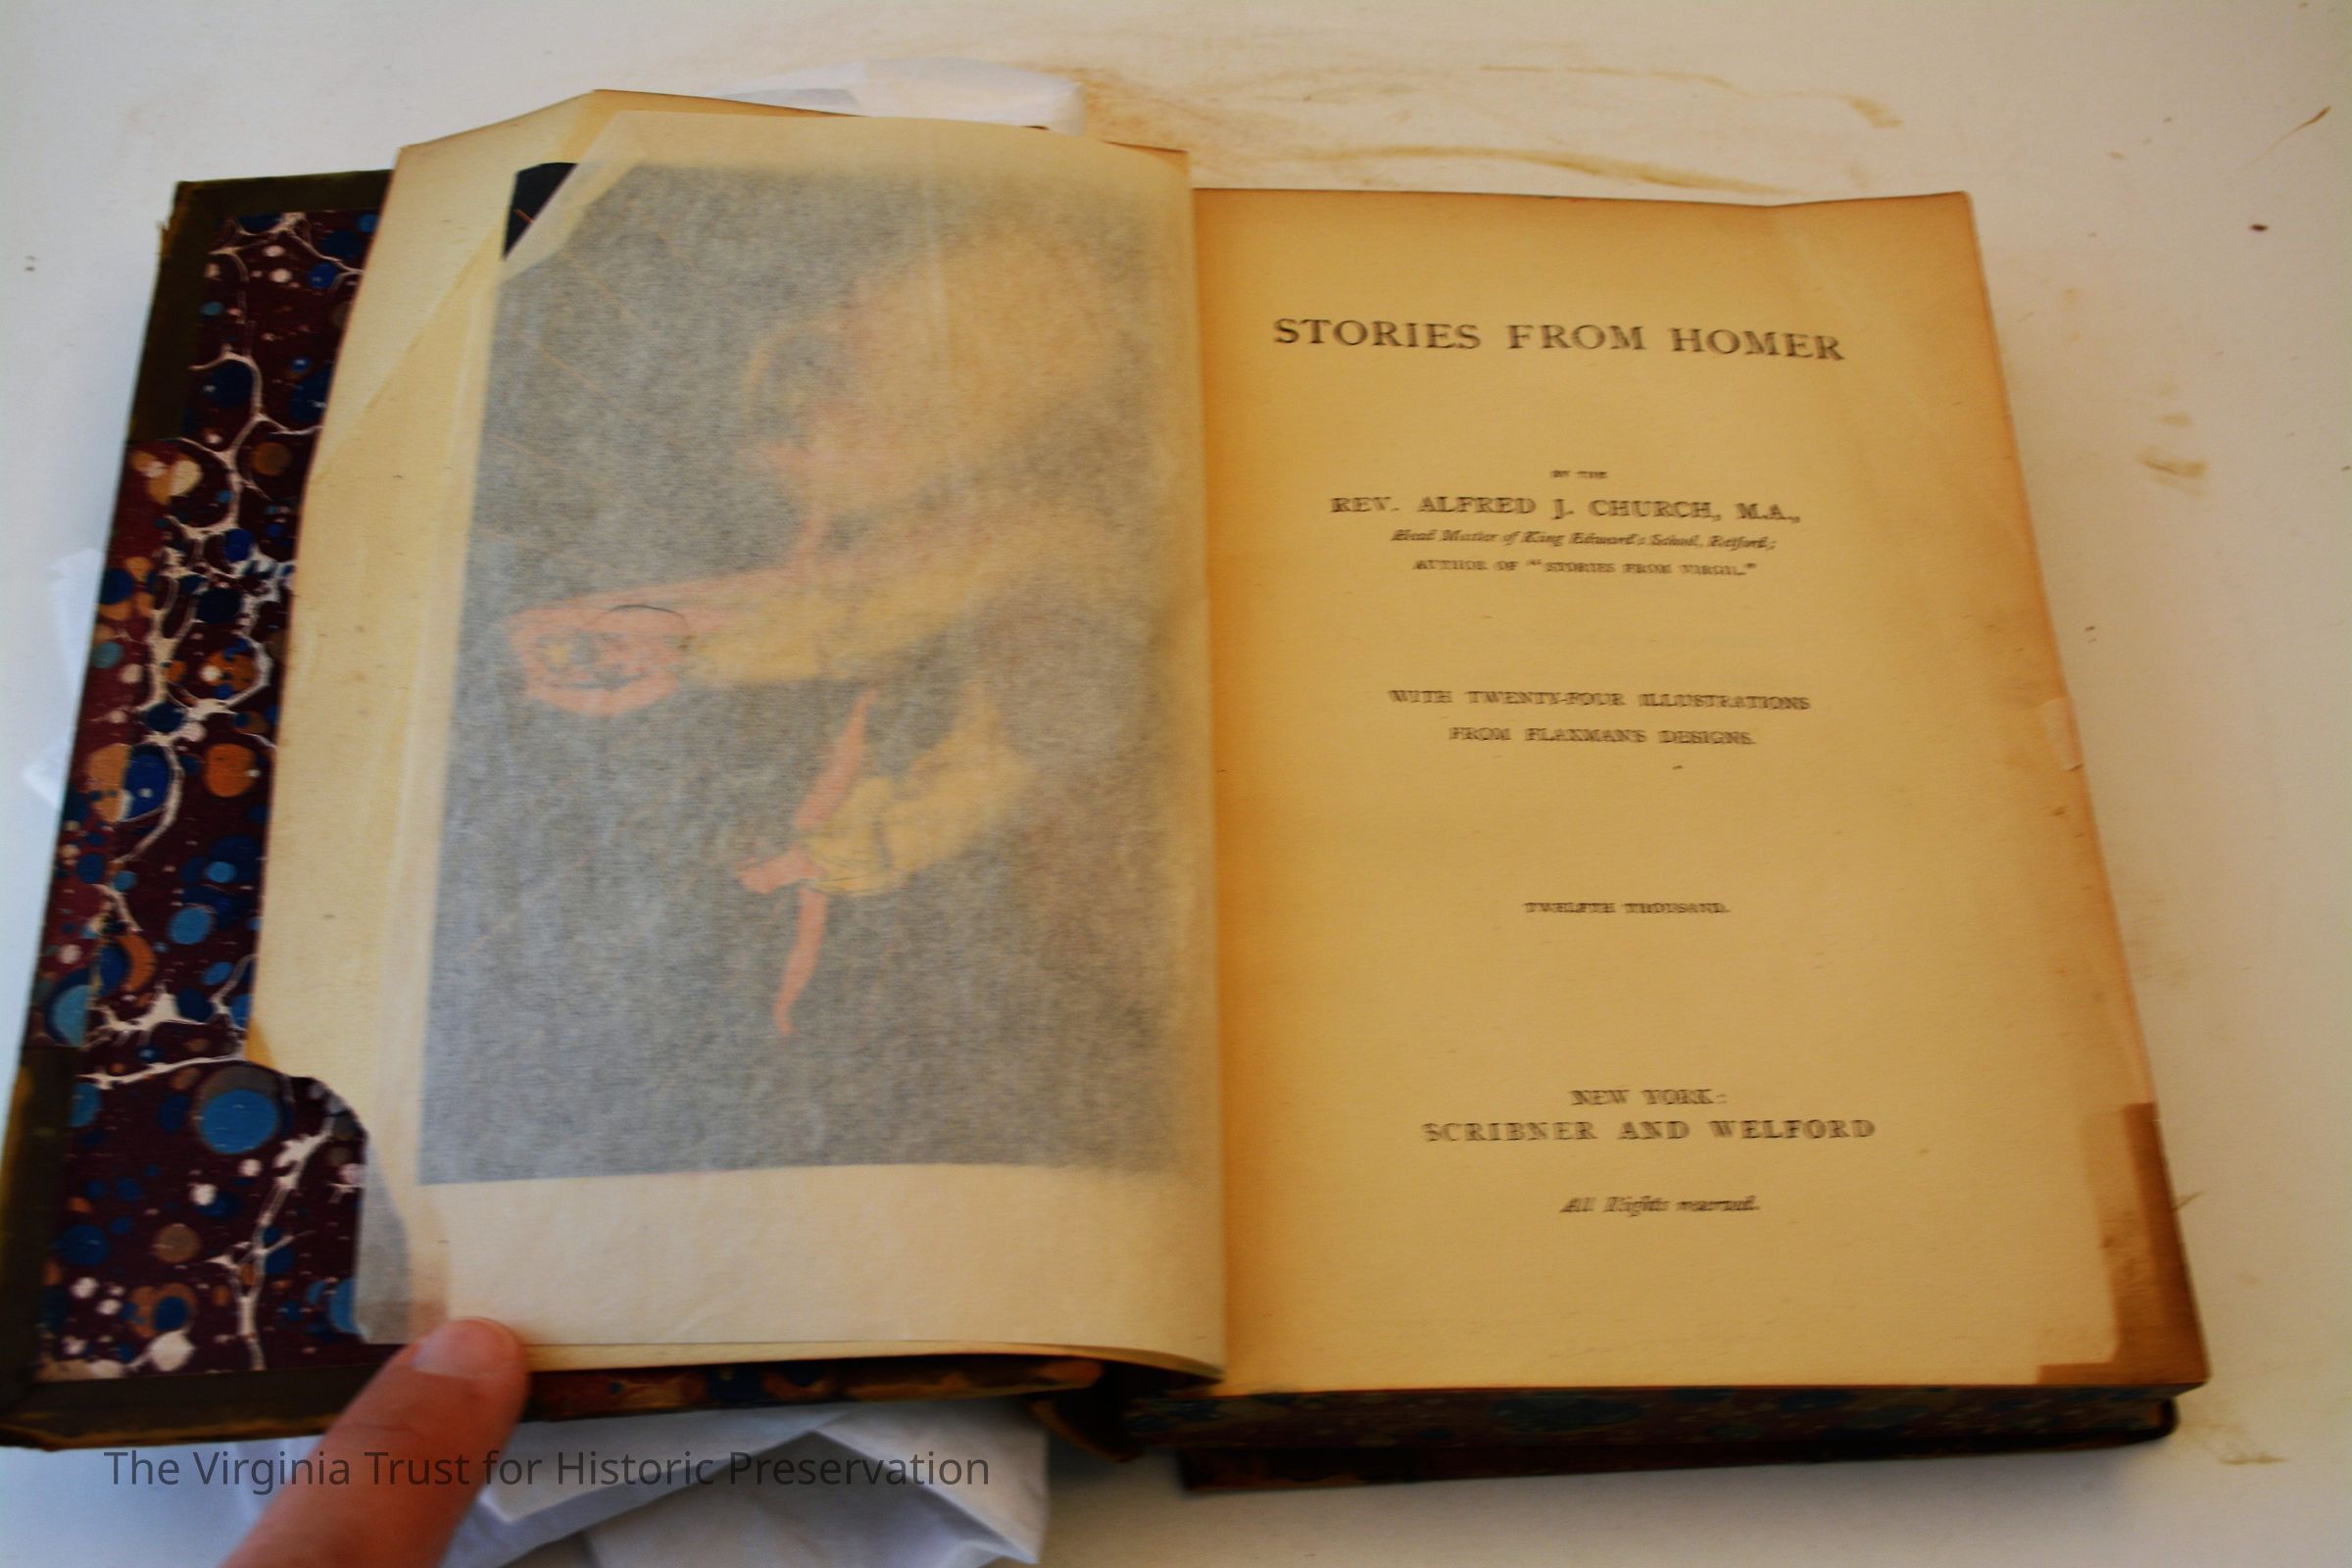 STORIES FROM HOMER
BY THE
REV. ALFRED J. CHURCH, M.A.,
Head Master of King Edward's School, Retford;
AUTHOR OF "STORIES FROM VIRGIL."
WITH TWENTY-FOUR ILLUSTRATIONS
FROM FLAXMAN'S DESIGNS.
TWELFTH THOUSAND.
NEW YORK:
SCRIBNER AND WELFORD
All Rights reserved.
The Virginia Trust for Historic Preservation